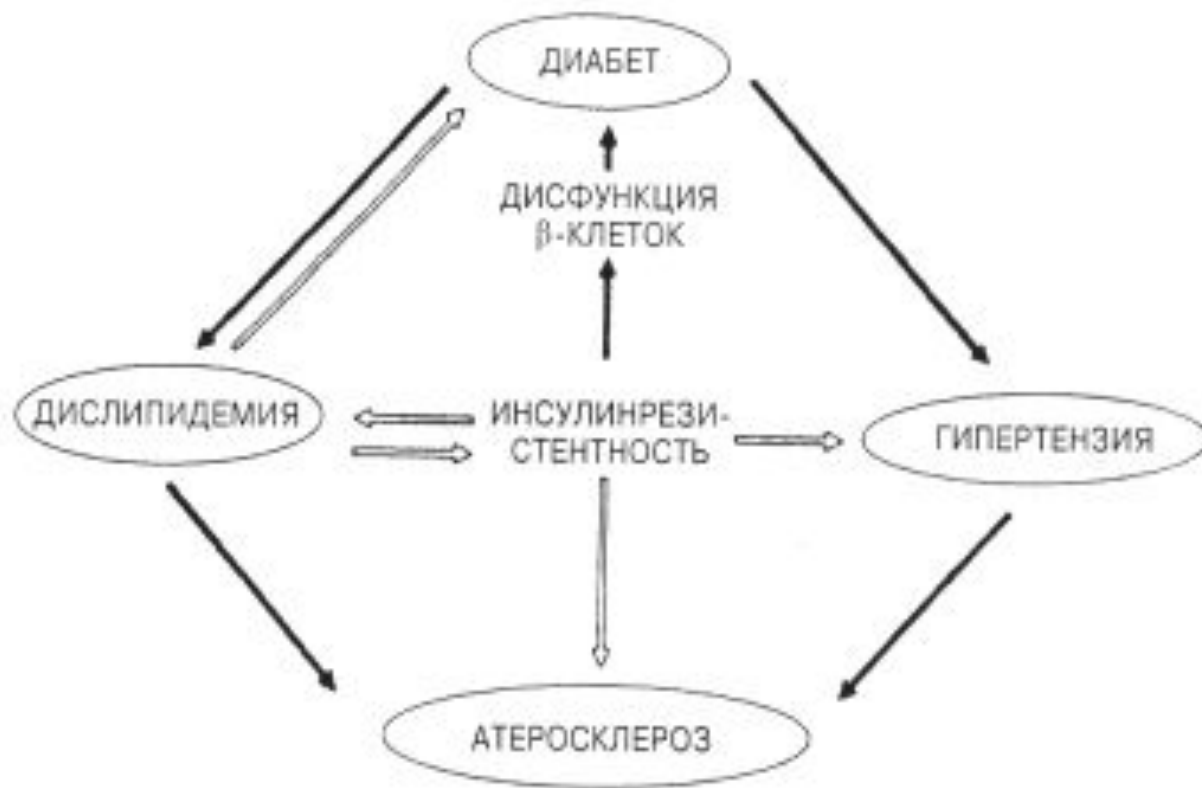 ДИАБЕТ
ДИСФУНКЦИЯ
β-КЛЕТОК
ДИСЛИПИДЕМИЯ
ИНСУЛИНРЕЗИ-
СТЕНТНОСТЬ
ГИПЕРТЕНЗИЯ
АТЕРОСКЛЕРОЗ